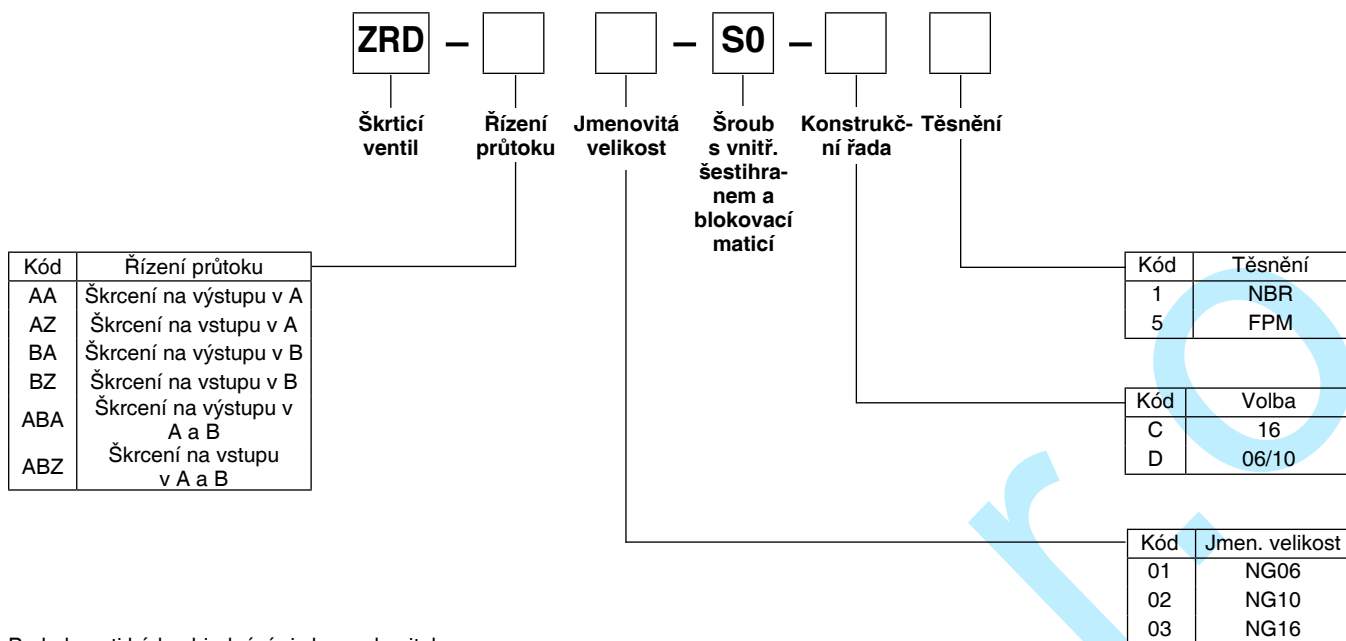 ZRD – – S0 –
Škrticí
ventil
Řízení
průtoku
Jmenovitá
velikost
Šroub
s vnitř.
šestihra-
nem a
blokovací
maticí
Konstrukč-
ní řada
Těsnění
Kód Řízení průtoku
AA Škrcení na výstupu v A
AZ Škrcení na vstupu v A
BA Škrcení na výstupu v B
BZ Škrcení na vstupu v B
ABA Škrcení na výstupu v
A a B
ABZ Škrcení na vstupu
v A a B
Kód Těsnění
1 NBR
5 FPM
Kód Volba
C 16
D 06/10
Kód Jmen. velikost
01 NG06
02 NG10
03 NG16
r.o